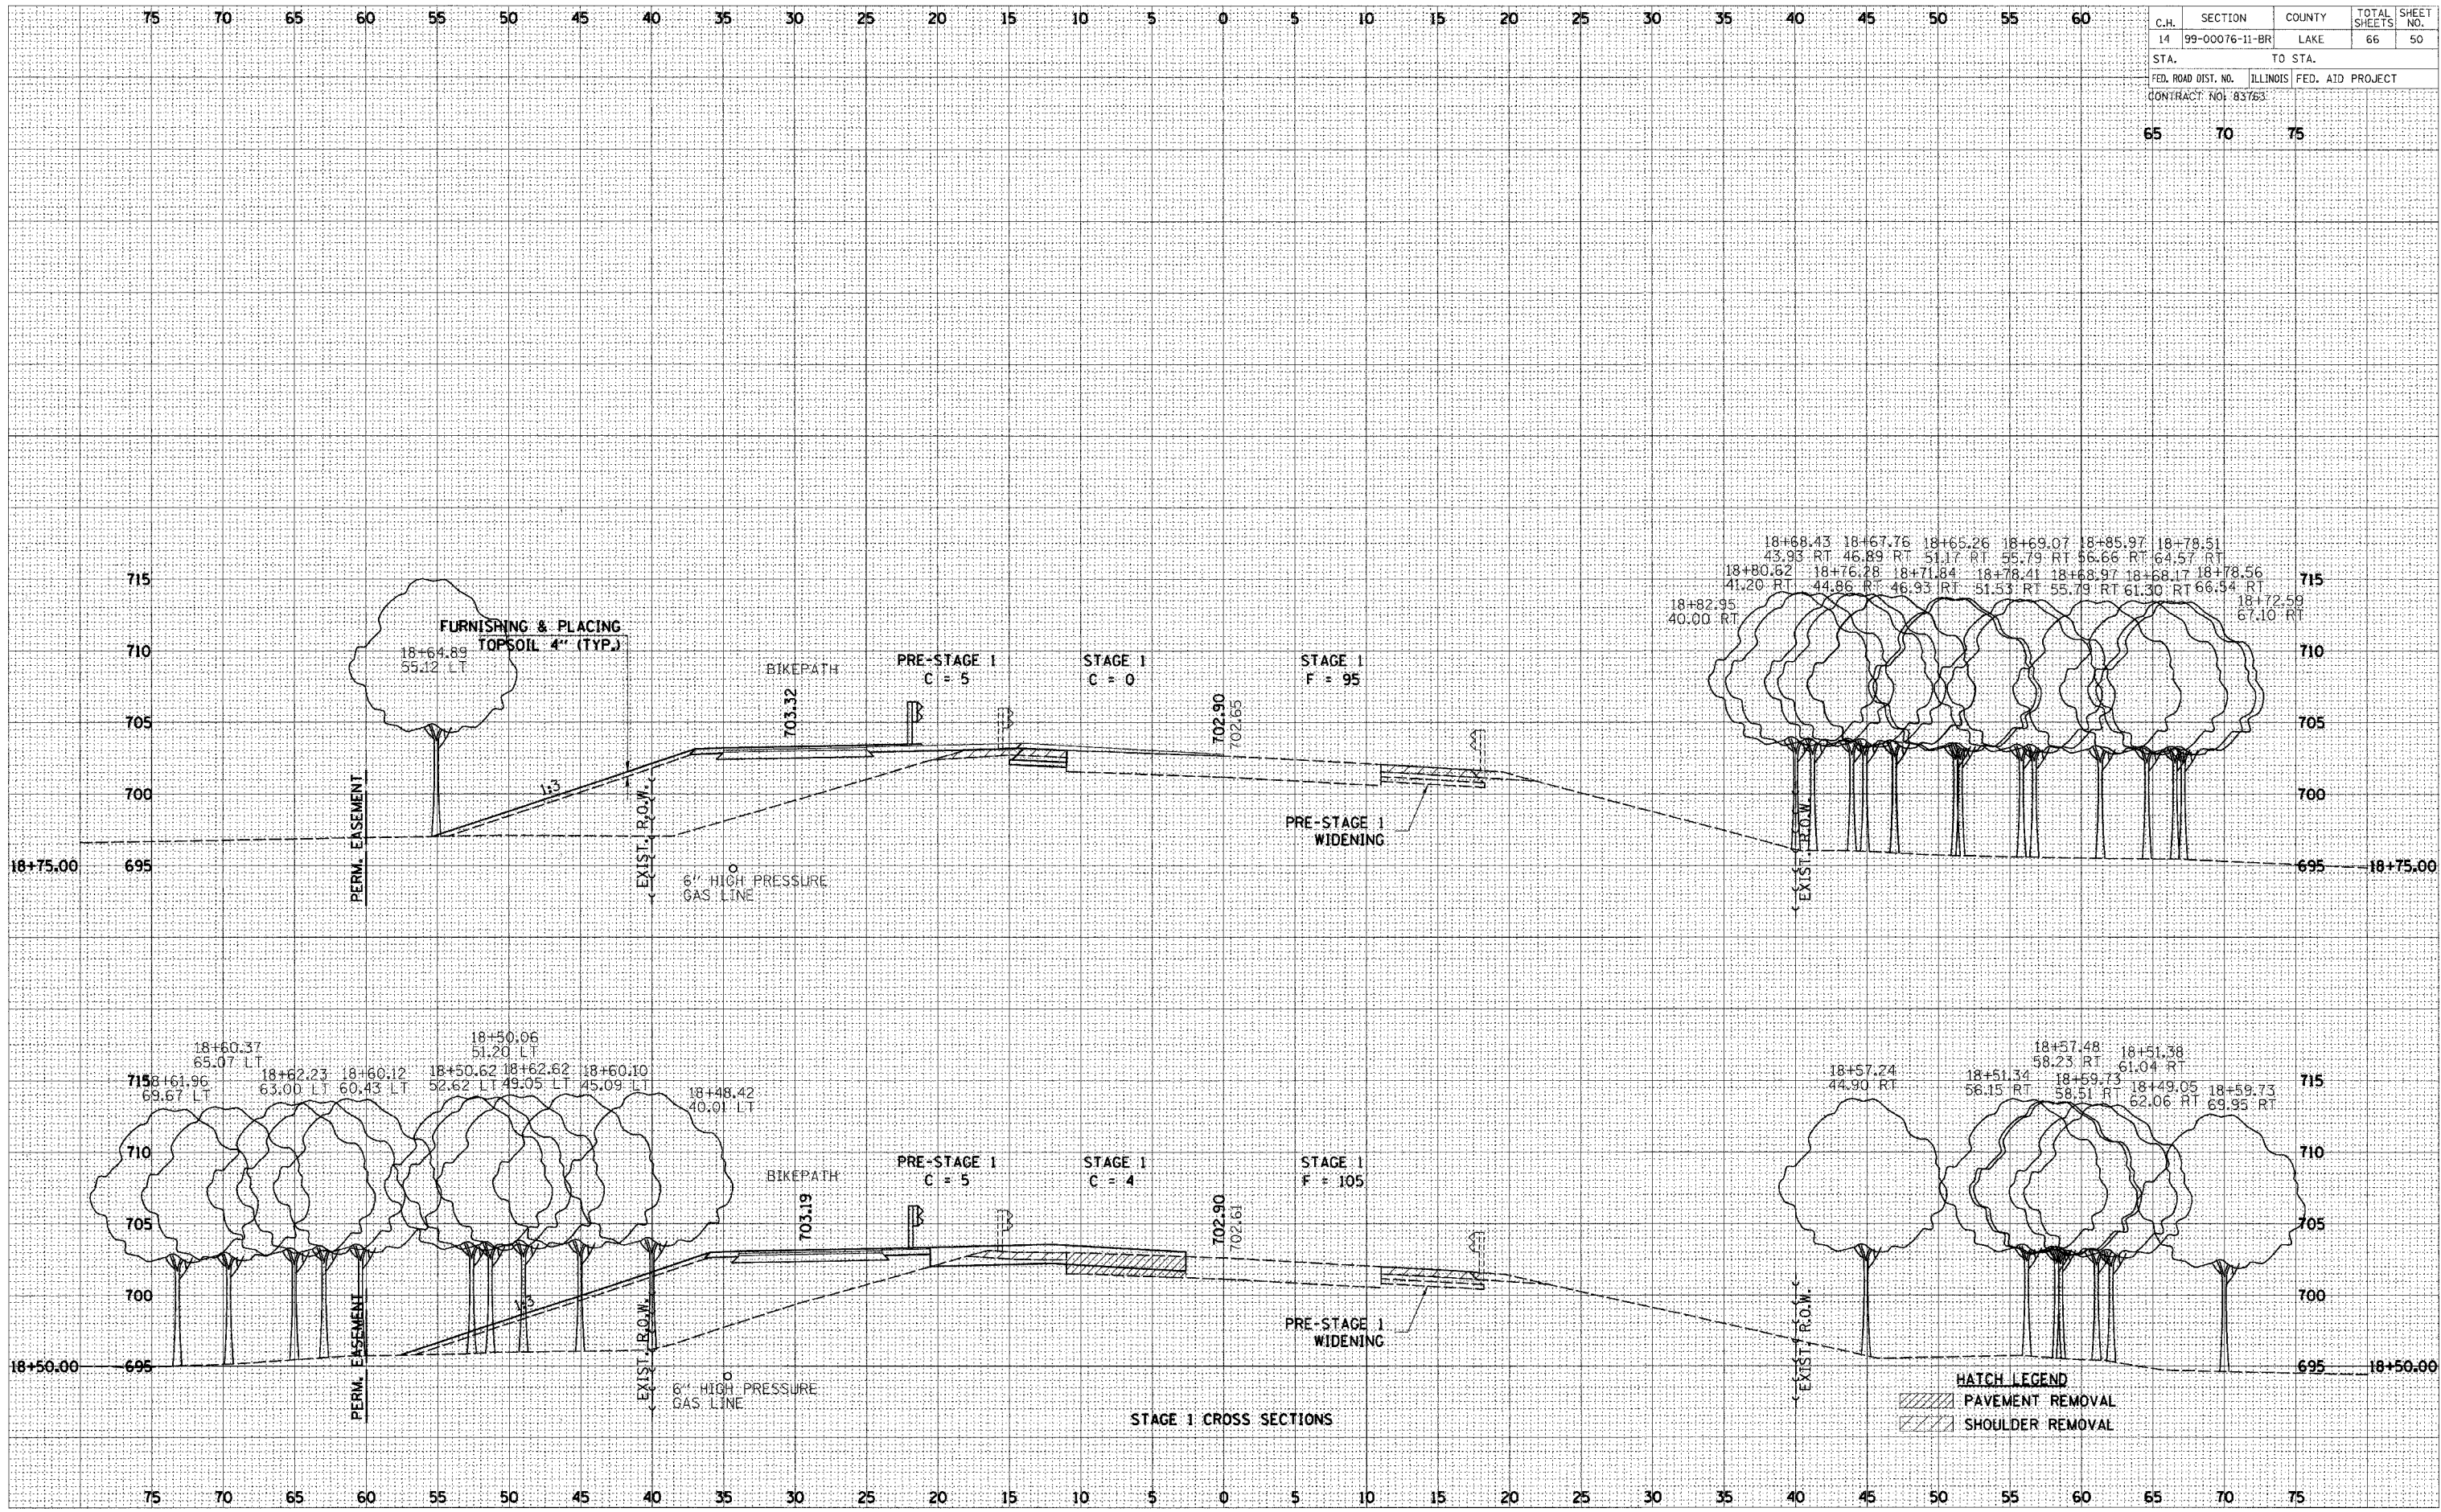 75 70 65 60 55 50 45 40 35 30 25 20 15 10 5 0 5 10 15 20 25 30 35 40 45 50 55 60
C.H. SECTION COUNTY TOTAL SHEETS SHEET NO.
14 99-00076-11-BR LAKE 66 50
STA. TO STA.
FED. ROAD DIST. NO. ILLINOIS FED. AID PROJECT
CONTRACT NO: 83763
65 70 75
18+68.43 18+67.76 18+65.26 18+69.07 18+85.97 18+78.51
43.93 RT 46.89 RT 51.17 RT 55.79 RT 56.66 RT 64.57 RT
18+80.62 18+76.28 18+71.84 18+78.41 18+68.97 18+68.17 18+78.56
41.20 RT 44.86 RT 46.93 RT 51.53 RT 55.79 RT 61.30 RT 66.54 RT
18+82.95 18+72.59
40.00 RT 67.10 RT
715 715
FURNISHING & PLACING
TOPSOIL 4" (TYP.)
18+64.89
55.12 LT
710 710
BIKEPATH
703.32
PRE-STAGE 1
C = 5
STAGE 1
C = 0
STAGE 1
F = 95
702.90
702.65
705 705
1:3
700 700
PERM. EASEMENT
EXIST. R.O.W.
PRE-STAGE 1
WIDENING
EXIST. R.O.W.
18+75.00 695 695 18+75.00
6" HIGH PRESSURE
GAS LINE
18+60.37
65.07 LT
18+50.06
51.20 LT
18+61.96 18+62.23 18+60.12 18+50.62 18+62.62 18+60.10
69.67 LT 63.00 LT 60.43 LT 52.62 LT 49.05 LT 45.09 LT
18+48.42
40.01 LT
18+57.48 18+51.38
58.23 RT 61.04 RT
18+57.24 18+51.34 18+59.73 18+49.05 18+59.73
44.90 RT 56.15 RT 58.51 RT 62.06 RT 69.95 RT
715 715
710 710
BIKEPATH
703.19
PRE-STAGE 1
C = 5
STAGE 1
C = 4
STAGE 1
F = 105
702.90
702.61
705 705
1:3
700 700
PERM. EASEMENT
EXIST. R.O.W.
PRE-STAGE 1
WIDENING
EXIST. R.O.W.
18+50.00 695 695 18+50.00
6" HIGH PRESSURE
GAS LINE
HATCH LEGEND
PAVEMENT REMOVAL
SHOULDER REMOVAL
STAGE 1 CROSS SECTIONS
75 70 65 60 55 50 45 40 35 30 25 20 15 10 5 0 5 10 15 20 25 30 35 40 45 50 55 60 65 70 75